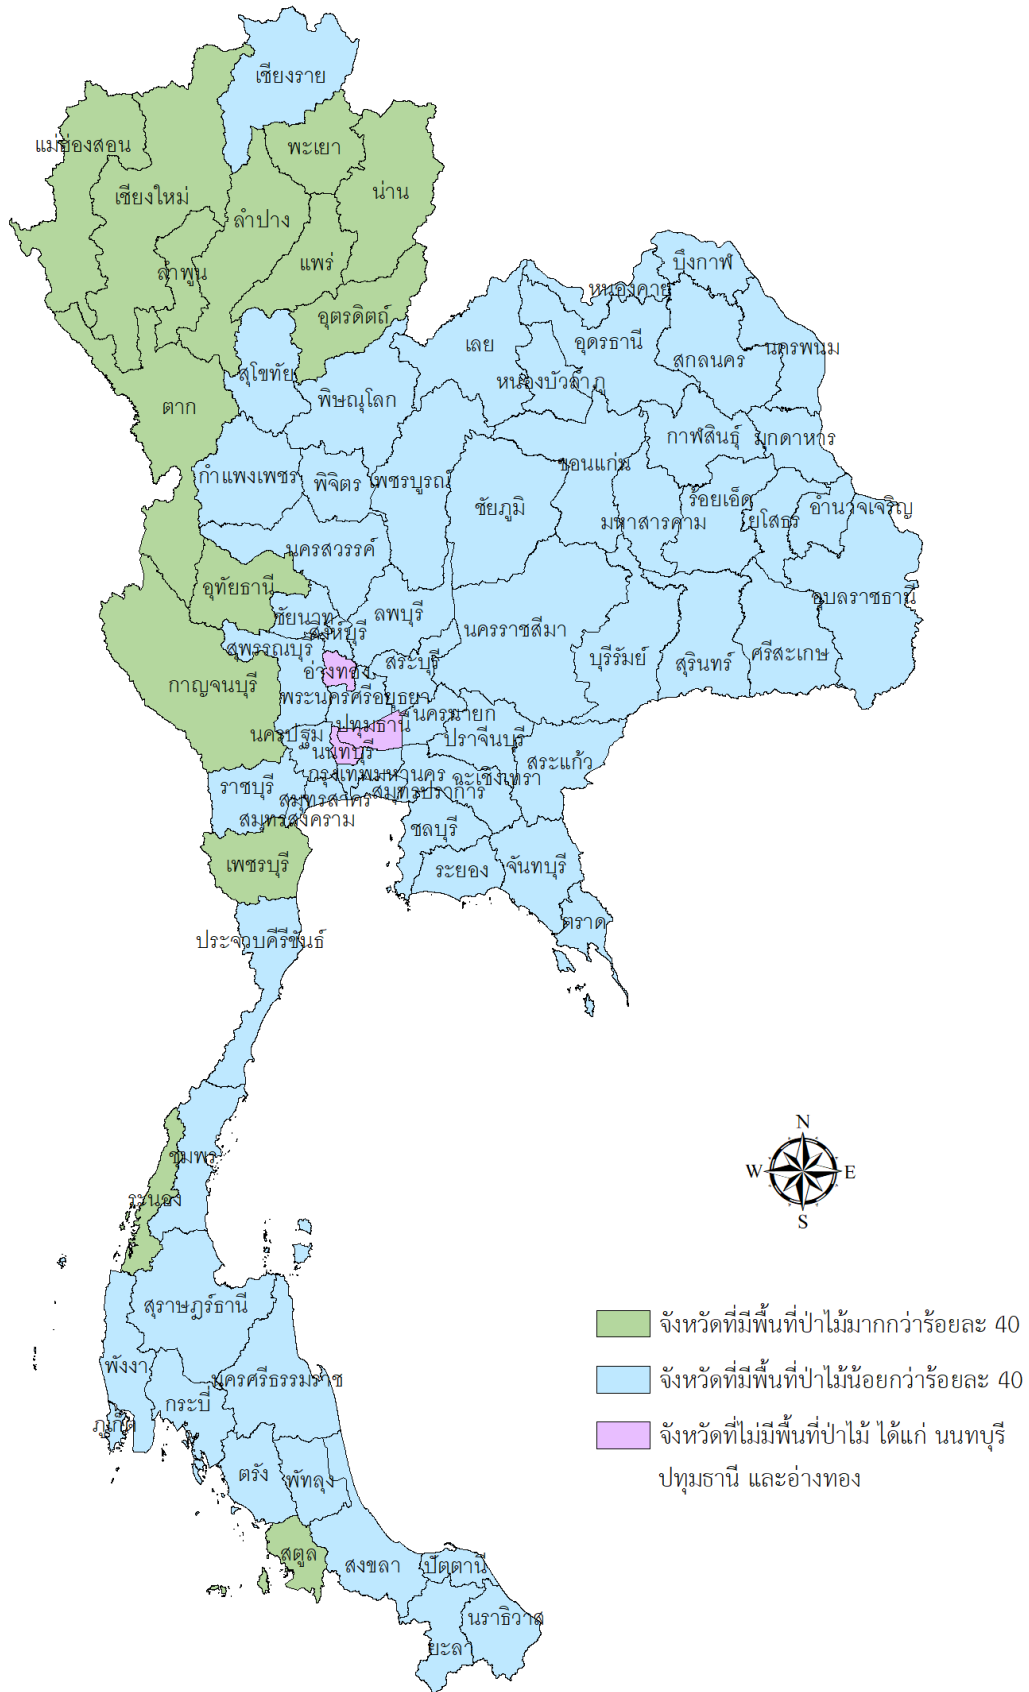 เชียงราย
แม่ฮ่องสอน
พะเยา
เชียงใหม่
น่าน
ลำปาง
ลำพูน
แพร่
บึงกาฬ
หนองคาย
อุตรดิตถ์
อุดรธานี
เลย
นครพนม
สกลนคร
สุโขทัย
หนองบัวลำภู
พิษณุโลก
ตาก
กาฬสินธุ์
มุกดาหาร
ขอนแก่น
กำแพงเพชร
พิจิตร
เพชรบูรณ์
ร้อยเอ็ด
ชัยภูมิ
อำนาจเจริญ
มหาสารคาม
ยโสธร
นครสวรรค์
อุทัยธานี
อุบลราชธานี
ลพบุรี
ชัยนาท
สิงห์บุรี
นครราชสีมา
สุพรรณบุรี
ศรีสะเกษ
บุรีรัมย์
สุรินทร์
สระบุรี
อ่างทอง
กาญจนบุรี
พระนครศรีอยุธยา
นครนายก
ปทุมธานี
นครปฐม
ปราจีนบุรี
นนทบุรี
สระแก้ว
กรุงเทพมหานคร
ฉะเชิงเทรา
ราชบุรี
สมุทรปราการ
สมุทรสาคร
สมุทรสงคราม
ชลบุรี
เพชรบุรี
ระยอง
จันทบุรี
ตราด
ประจวบคีรีขันธ์
N
ชุมพร
W
E
ระนอง
S
สุราษฎร์ธานี
จังหวัดที่มีพื้นที่ป่าไม้มากกว่าร้อยละ 40
พังงา
นครศรีธรรมราช
จังหวัดที่มีพื้นที่ป่าไม้น้อยกว่าร้อยละ 40
กระบี่
ภูเก็ต
จังหวัดที่ไม่มีพื้นที่ป่าไม้ ได้แก่ นนทบุรี
ปทุมธานี และอ่างทอง
ตรัง
พัทลุง
สตูล
สงขลา
ปัตตานี
นราธิวาส
ยะลา